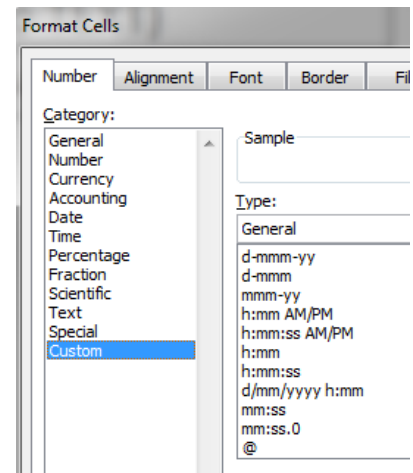 Format Cells
Number Alignment Font Border
Category:
General
Number
Currency
Accounting
Date
Time
Percentage
Fraction
Scientific
Text
Special
Custom
Sample
Type:
General
d-mmm-yy
d-mmm
mmm-yy
h:mm AM/PM
h:mm:ss AM/PM
h:mm
h:mm:ss
d/mm/yyyy h:mm
mm:ss
mm:ss.0
@